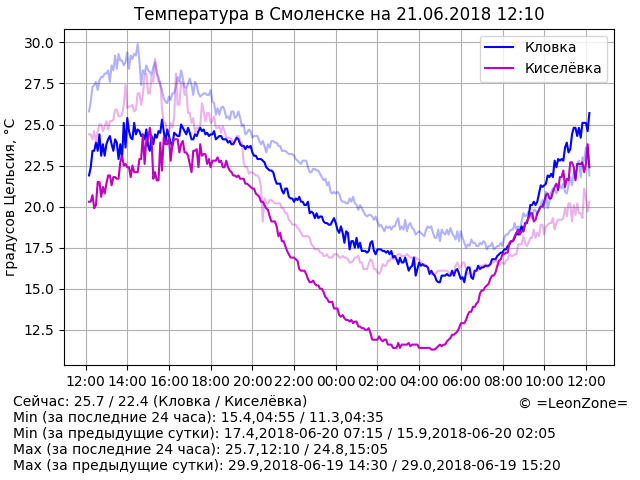 Температура в Смоленске на 21.06.2018 12:10
30.0
27.5
25.0
22.5
20.0
17.5
15.0
12.5
градусов Цельсия, °C
Кловка
Киселёвка
12:00 14:00 16:00 18:00 20:00 22:00 00:00 02:00 04:00 06:00 08:00 10:00 12:00
Сейчас: 25.7 / 22.4 (Кловка / Киселёвка)
© =LeonZone=
Min (за последние 24 часа): 15.4,04:55 / 11.3,04:35
Min (за предыдущие сутки): 17.4,2018-06-20 07:15 / 15.9,2018-06-20 02:05
Max (за последние 24 часа): 25.7,12:10 / 24.8,15:05
Max (за предыдущие сутки): 29.9,2018-06-19 14:30 / 29.0,2018-06-19 15:20